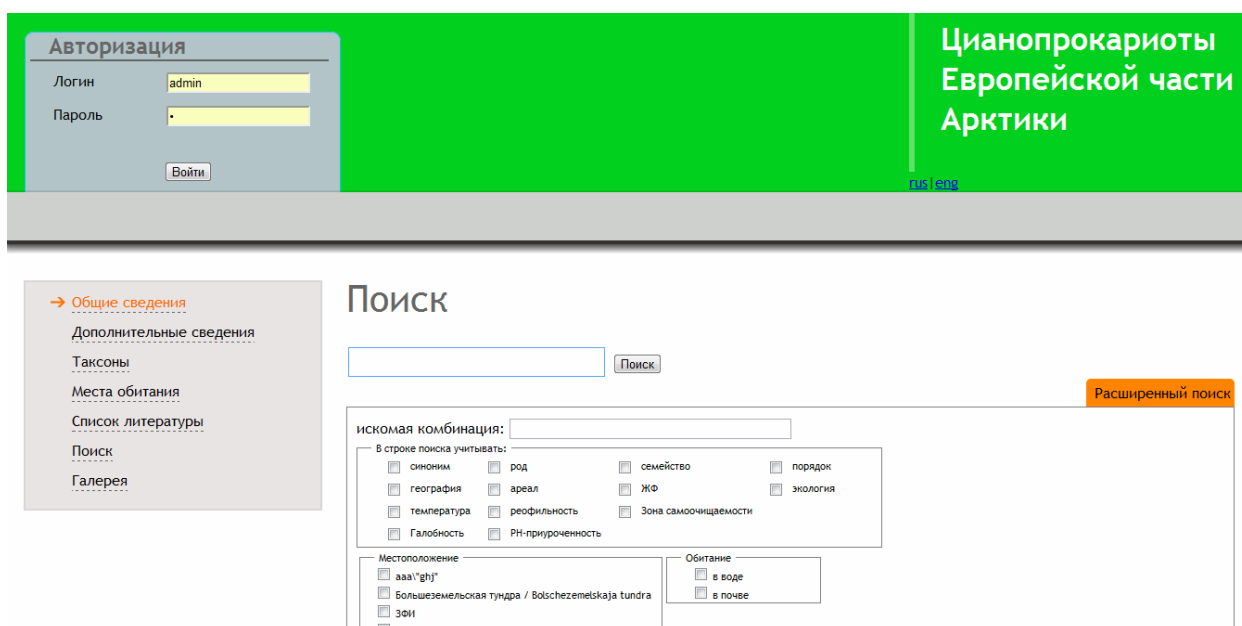 Авторизация
Логин
admin
Пароль
Войти
Цианопрокариоты
Европейской части
Арктики
rus|eng
Общие сведения
Дополнительные сведения
Таксоны
Места обитания
Список литературы
Поиск
Галерея
Поиск
Поиск
Расширенный поиск
искомая комбинация:
В строке поиска учитывать:
синоним род семейство порядок
география ареал ЖФ экология
температура реофильность Зона самоочищаемости
Галобность PH-приуроченность
Местоположение
aaa\"ghj"
Большеземельская тундра / Bolschezemelskaja tundra
ЗФИ
Обитание
в воде
в почве